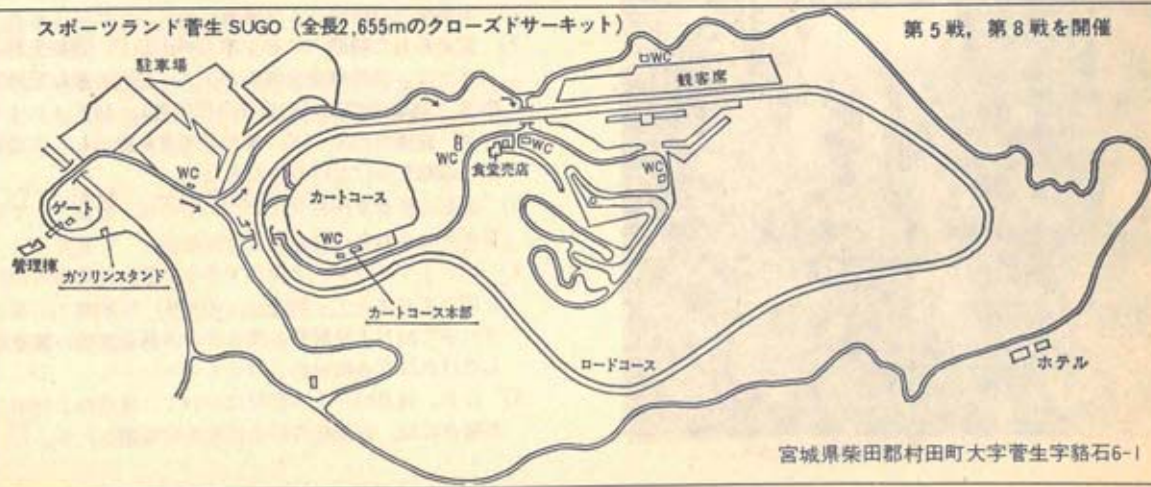 スポーツランド菅生 SUGO (全長2,655mのクローズドサーキット)
第5戦,第8戦を開催
駐車場
WC
観客席
WC
ゲート
管理棟
ガソリンスタンド
カートコース
WC
カートコース本部
WC
食堂売店
WC
WC
ロードコース
ホテル
宮城県柴田郡村田町大字菅生字貉石6-1